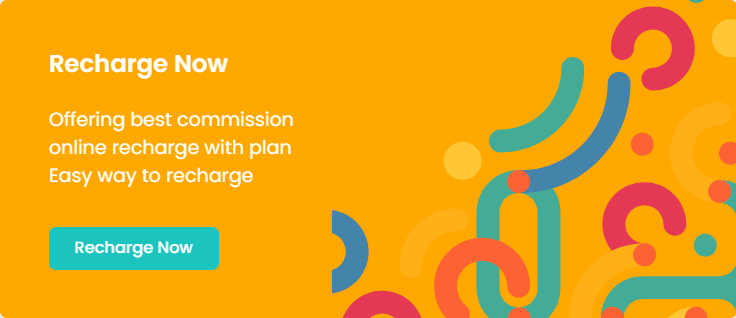 Recharge Now
Offering best commission
online recharge with plan
Easy way to recharge
Recharge Now